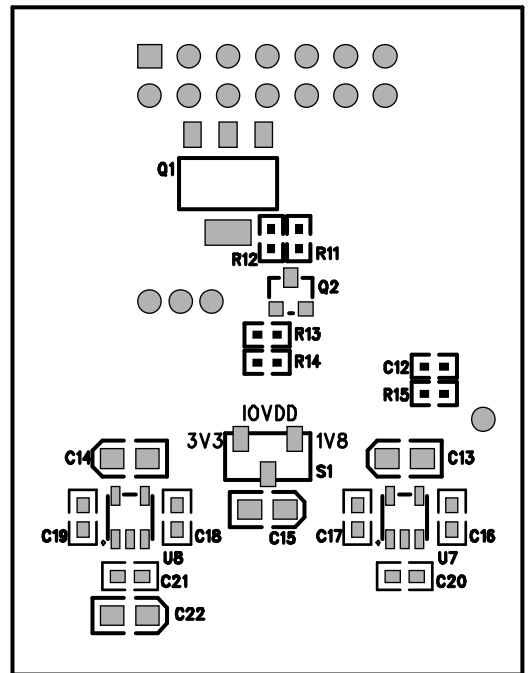 Q1
R12 R11
Q2
R13
R14
C12
R15
IOVDD
3V3 1V8
C14 S1 C13
C19 C18 C15 C17 C16
U8 U7
C21 C20
C22